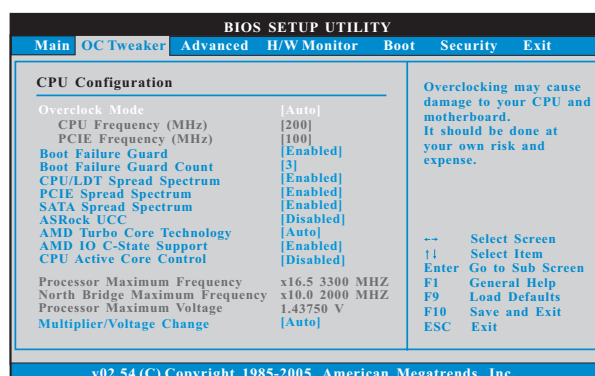 BIOS SETUP UTILITY
Main OC Tweaker Advanced H/W Monitor Boot Security Exit
CPU Configuration
Overclock Mode [Auto]
CPU Frequency (MHz) [200]
PCIE Frequency (MHz) [100]
Boot Failure Guard [Enabled]
Boot Failure Guard Count [3]
CPU/LDT Spread Spectrum [Enabled]
PCIE Spread Spectrum [Enabled]
SATA Spread Spectrum [Enabled]
ASRock UCC [Disabled]
AMD Turbo Core Technology [Auto]
AMD IO C-State Support [Enabled]
CPU Active Core Control [Disabled]
Processor Maximum Frequency x16.5 3300 MHZ
North Bridge Maximum Frequency x10.0 2000 MHZ
Processor Maximum Voltage 1.43750 V
Multiplier/Voltage Change [Auto]
Overclocking may cause
damage to your CPU and
motherboard.
It should be done at
your own risk and
expense.
←→ Select Screen
↑↓ Select Item
Enter Go to Sub Screen
F1 General Help
F9 Load Defaults
F10 Save and Exit
ESC Exit
v02.54 (C) Copyright 1985-2005, American Megatrends, Inc.